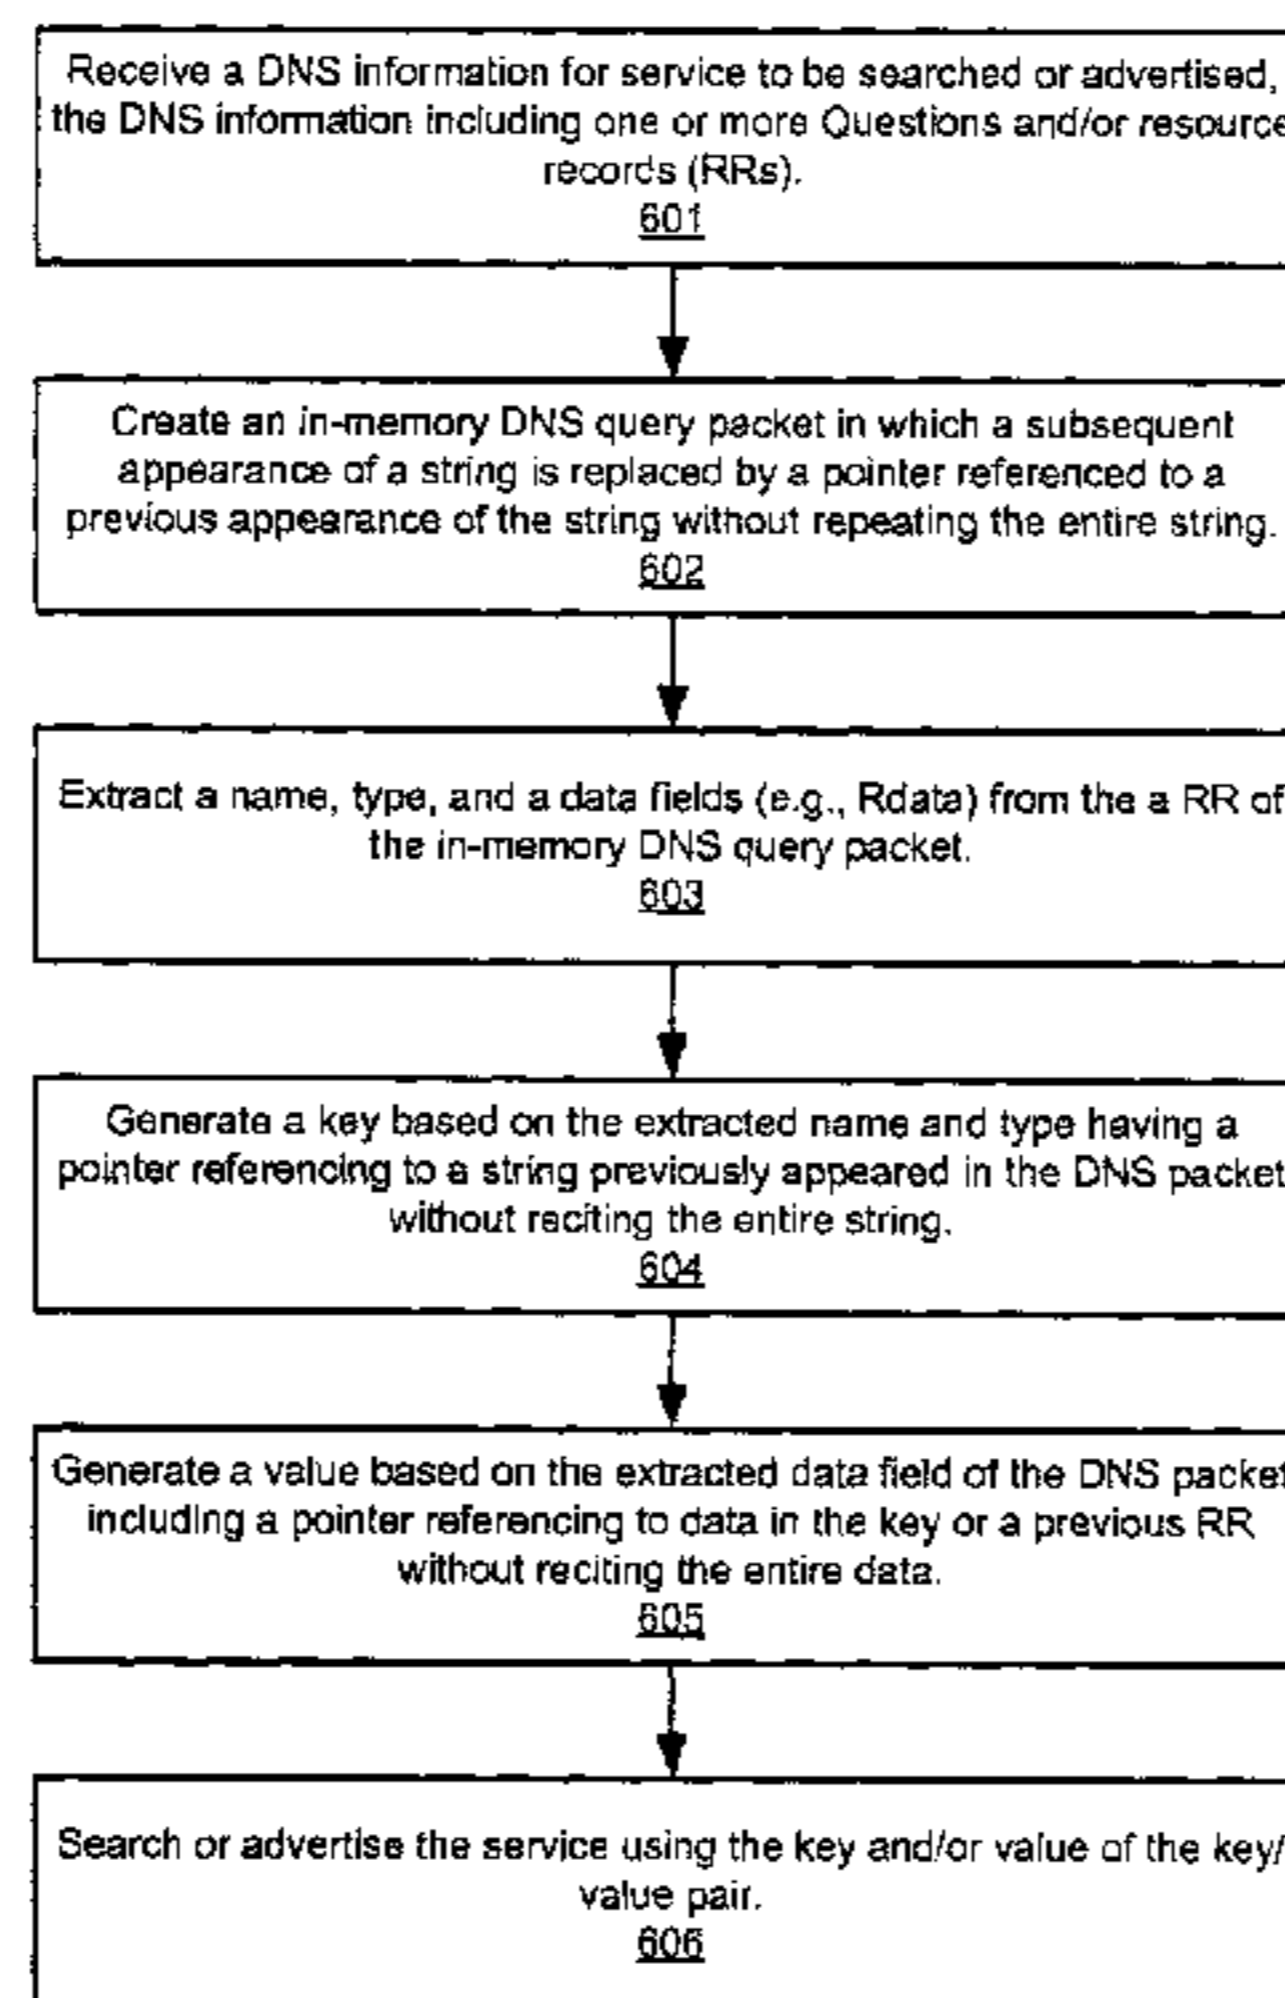 Receive a DNS information for service to be searched or advertised,
the DNS information including one or more Questions and/or resource
records (RRs).
601
Create an in-memory DNS query packet in which a subsequent
appearance of a string is replaced by a pointer referenced to a
previous appearance of the string without repeating the entire string.
602
Extract a name, type, and a data fields (e.g., Rdata) from the a RR of
the in-memory DNS query packet.
603
Generate a key based on the extracted name and type having a
pointer referencing to a string previously appeared in the DNS packet
without reciting the entire string.
604
Generate a value based on the extracted data field of the DNS packet
including a pointer referencing to data in the key or a previous RR
without reciting the entire data.
605
Search or advertise the service using the key and/or value of the key/
value pair.
606